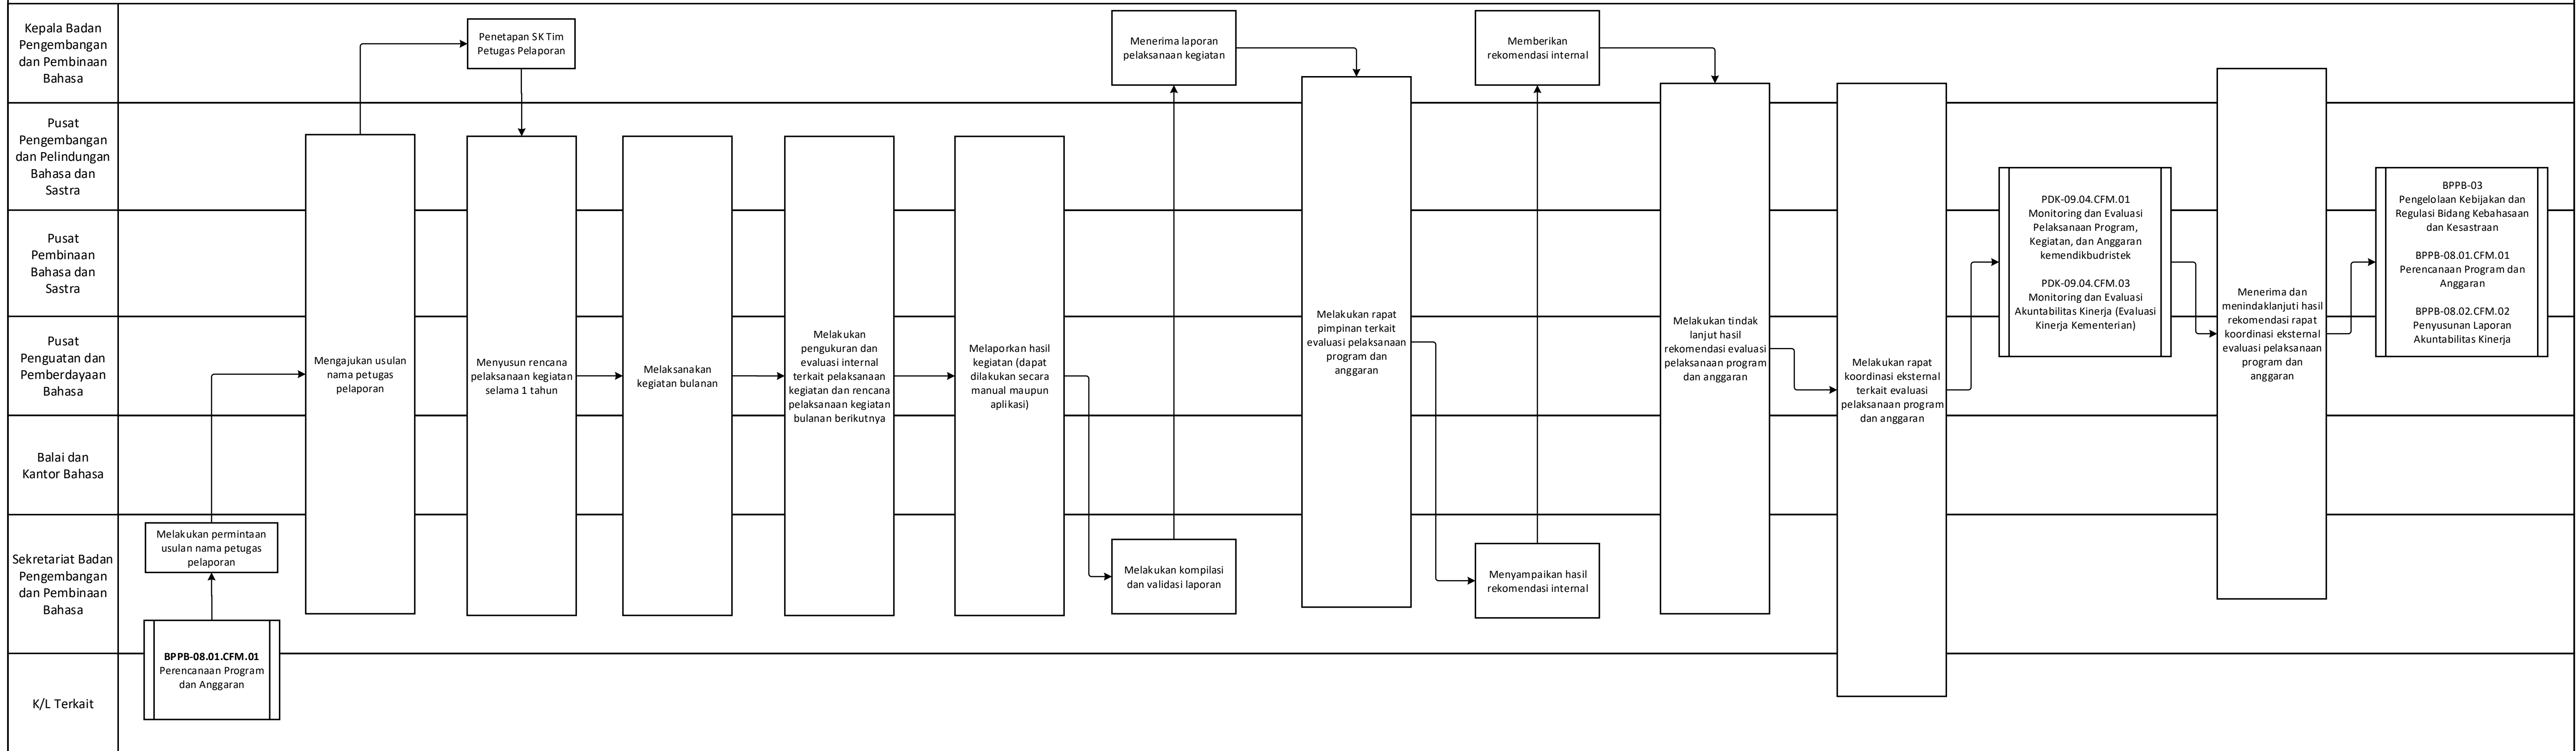 Kepala Badan
Pengembangan
dan Pembinaan
Bahasa
Pusat
Pengembangan
dan Pelindungan
Bahasa dan
Sastra
Pusat
Pembinaan
Bahasa dan
Sastra
Pusat
Penguatan dan
Pemberdayaan
Bahasa
Balai dan
Kantor Bahasa
Sekretariat Badan
Pengembangan
dan Pembinaan
Bahasa
K/L Terkait
BPPB-08.01.CFM.01
Perencanaan Program
dan Anggaran
Melakukan permintaan
usulan nama petugas
pelaporan
Mengajukan usulan
nama petugas
pelaporan
Penetapan SK Tim
Petugas Pelaporan
Menyusun rencana
pelaksanaan kegiatan
selama 1 tahun
Melaksanakan
kegiatan bulanan
Melakukan
pengukuran dan
evaluasi internal
terkait pelaksanaan
kegiatan dan rencana
pelaksanaan kegiatan
bulanan berikutnya
Melaporkan hasil
kegiatan (dapat
dilakukan secara
manual maupun
aplikasi)
Melakukan kompilasi
dan validasi laporan
Menerima laporan
pelaksanaan kegiatan
Melakukan rapat
pimpinan terkait
evaluasi pelaksanaan
program dan
anggaran
Menyampaikan hasil
rekomendasi internal
Memberikan
rekomendasi internal
Melakukan tindak
lanjut hasil
rekomendasi evaluasi
pelaksanaan program
dan anggaran
Melakukan rapat
koordinasi eksternal
terkait evaluasi
pelaksanaan program
dan anggaran
PDK-09.04.CFM.01
Monitoring dan Evaluasi
Pelaksanaan Program,
Kegiatan, dan Anggaran
kemendikbudristek
PDK-09.04.CFM.03
Monitoring dan Evaluasi
Akuntabilitas Kinerja (Evaluasi
Kinerja Kementerian)
Menerima dan
menindaklanjuti hasil
rekomendasi rapat
koordinasi eksternal
evaluasi pelaksanaan
program dan
anggaran
BPPB-03
Pengelolaan Kebijakan dan
Regulasi Bidang Kebahasaan
dan Kesastraan
BPPB-08.01.CFM.01
Perencanaan Program dan
Anggaran
BPPB-08.02.CFM.02
Penyusunan Laporan
Akuntabilitas Kinerja